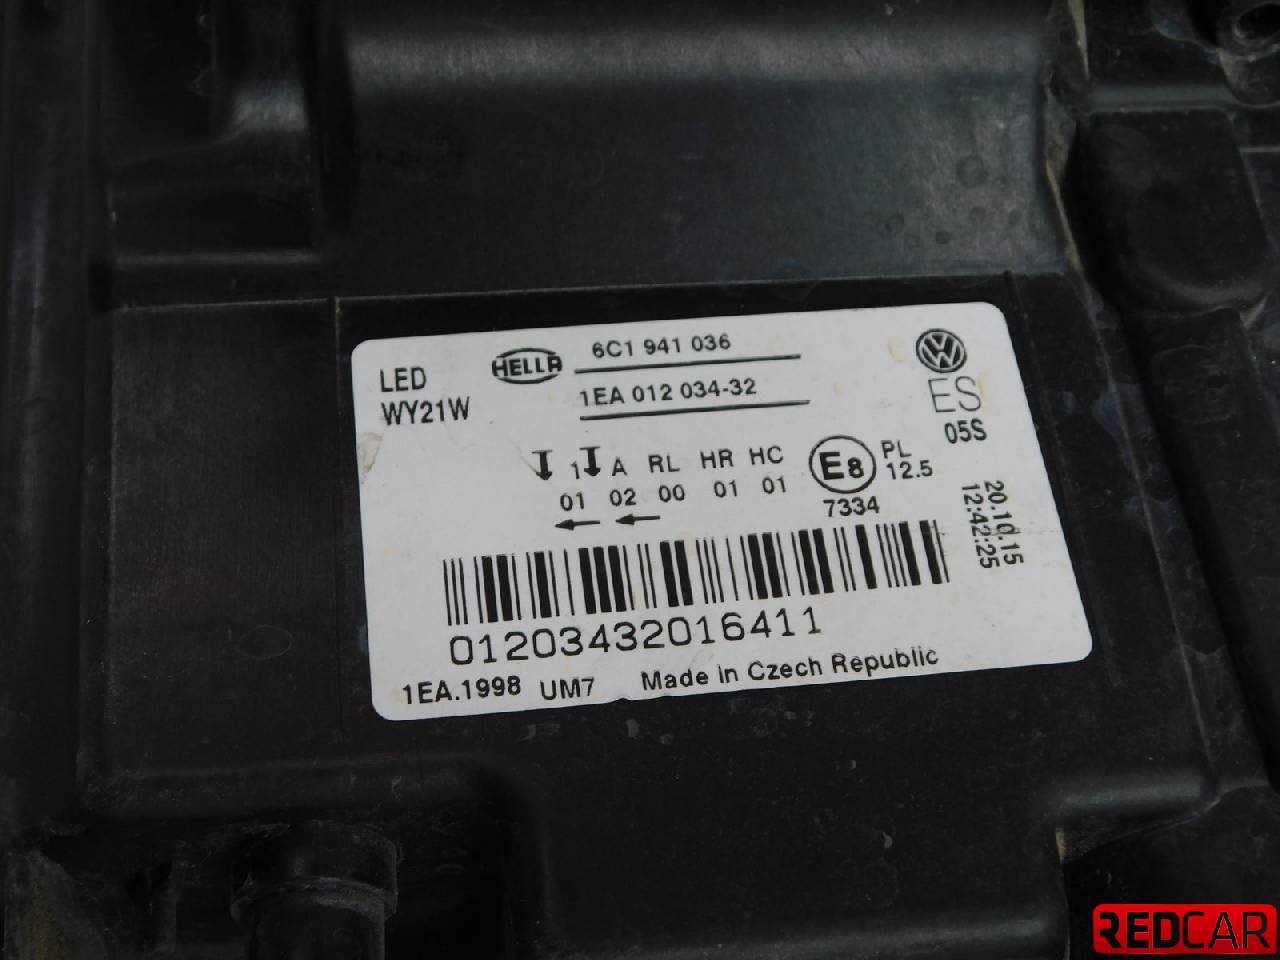 LED
WY21W
HELLA
6C1 941 036
1EA 012 034-32
ES
05S
1 A RL HR HC
01 02 00 01 01
E8
7334
PL
12.5
20.10.15
12:42:25
01203432016411
1EA.1998 UM7 Made in Czech Republic
REDCAR